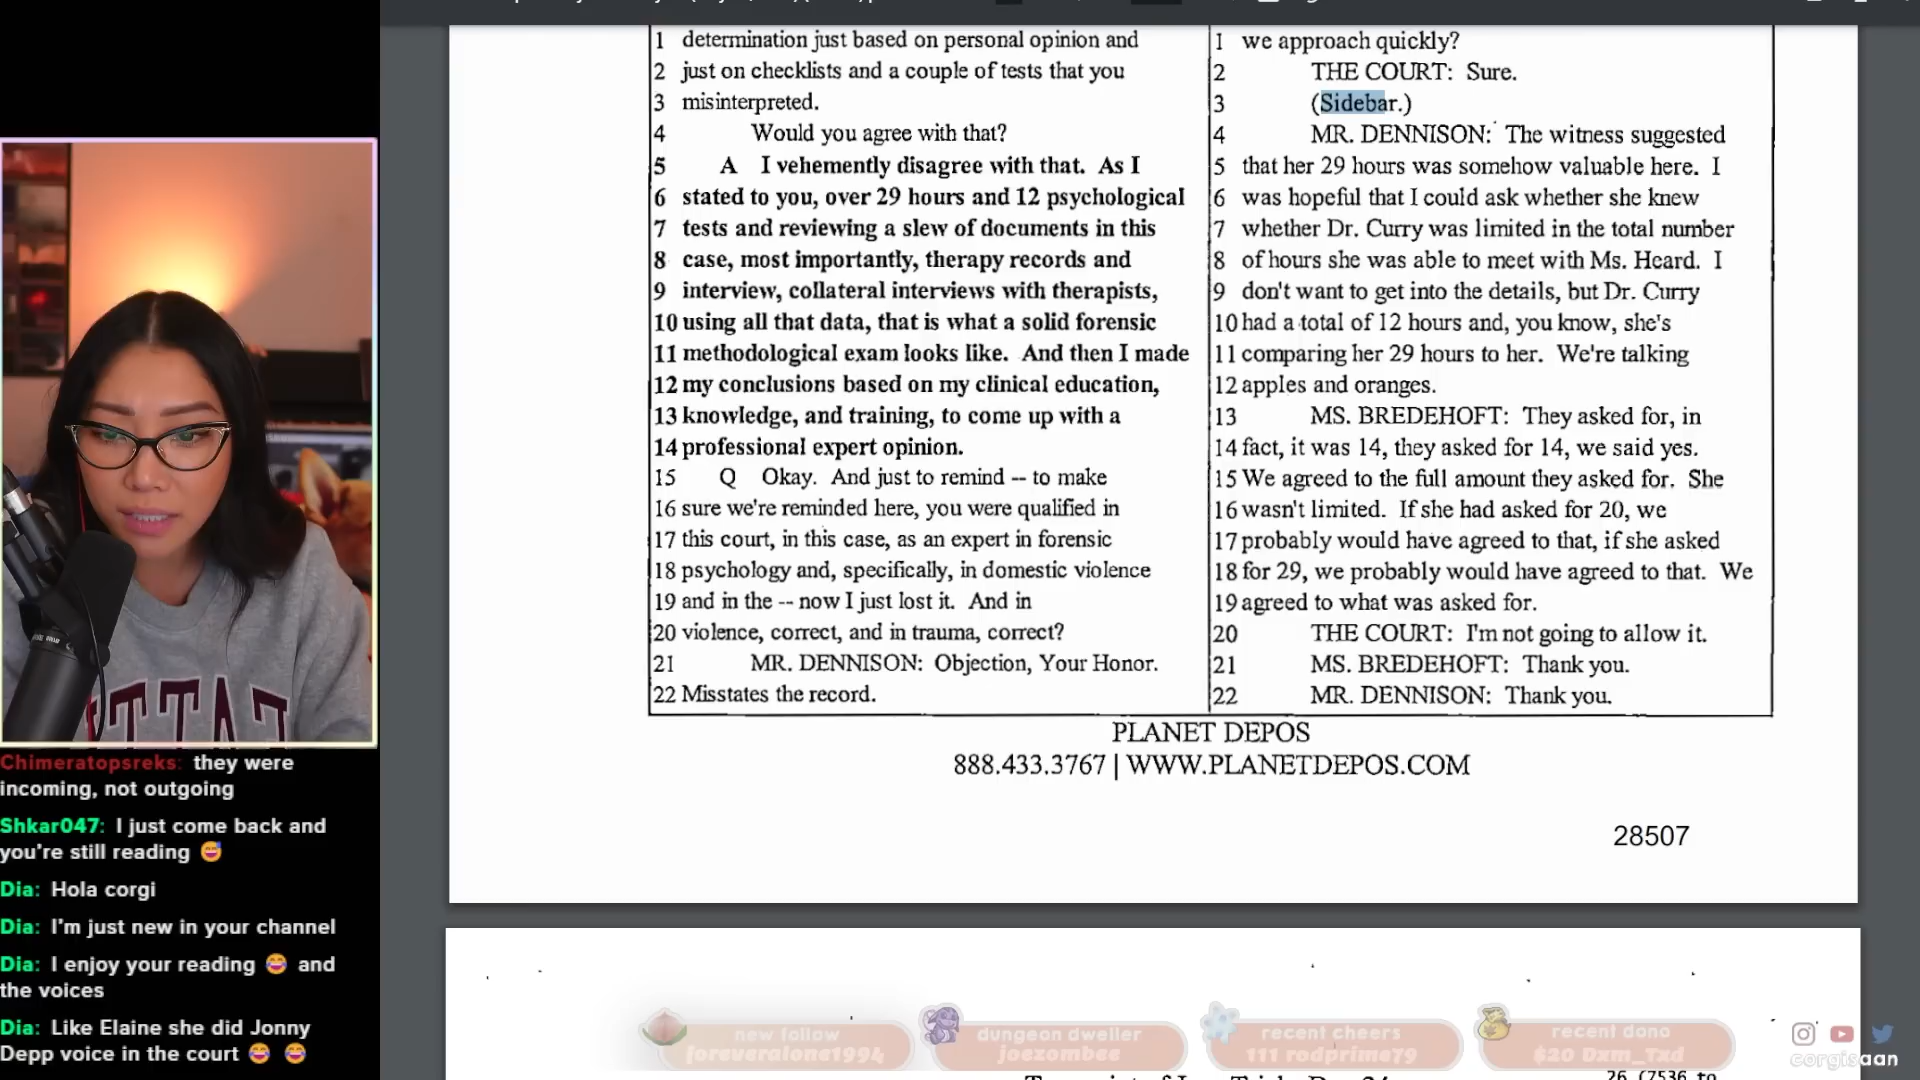 1 determination just based on personal opinion and
2 just on checklists and a couple of tests that you
3 misinterpreted.
4 Would you agree with that?
5 A I vehemently disagree with that. As I
6 stated to you, over 29 hours and 12 psychological
7 tests and reviewing a slew of documents in this
8 case, most importantly, therapy records and
9 interview, collateral interviews with therapists,
10 using all that data, that is what a solid forensic
11 methodological exam looks like. And then I made
12 my conclusions based on my clinical education,
13 knowledge, and training, to come up with a
14 professional expert opinion.
15 Q Okay. And just to remind -- to make
16 sure we're reminded here, you were qualified in
17 this court, in this case, as an expert in forensic
18 psychology and, specifically, in domestic violence
19 and in the -- now I just lost it. And in
20 violence, correct, and in trauma, correct?
21 MR. DENNISON: Objection, Your Honor.
22 Misstates the record.
1 we approach quickly?
2 THE COURT: Sure.
3 (Sidebar.)
4 MR. DENNISON: The witness suggested
5 that her 29 hours was somehow valuable here. I
6 was hopeful that I could ask whether she knew
7 whether Dr. Curry was limited in the total number
8 of hours she was able to meet with Ms. Heard. I
9 don't want to get into the details, but Dr. Curry
10 had a total of 12 hours and, you know, she's
11 comparing her 29 hours to her. We're talking
12 apples and oranges.
13 MS. BREDEHOFT: They asked for, in
14 fact, it was 14, they asked for 14, we said yes.
15 We agreed to the full amount they asked for. She
16 wasn't limited. If she had asked for 20, we
17 probably would have agreed to that, if she asked
18 for 29, we probably would have agreed to that. We
19 agreed to what was asked for.
20 THE COURT: I'm not going to allow it.
21 MS. BREDEHOFT: Thank you.
22 MR. DENNISON: Thank you.
PLANET DEPOS
888.433.3767 | WWW.PLANETDEPOS.COM
28507
Chimeratopsreks: they were
incoming, not outgoing
Shkar047: I just come back and
you're still reading 😅
Dia: Hola corgi
Dia: I'm just new in your channel
Dia: I enjoy your reading 😂 and
the voices
Dia: Like Elaine she did Jonny
Depp voice in the court 😂 😂
new follow
foreveralone1994
dungeon dweller
joezombee
recent cheers
111 rodprime79
recent dono
$20 Dxm_Txd
corgisaan